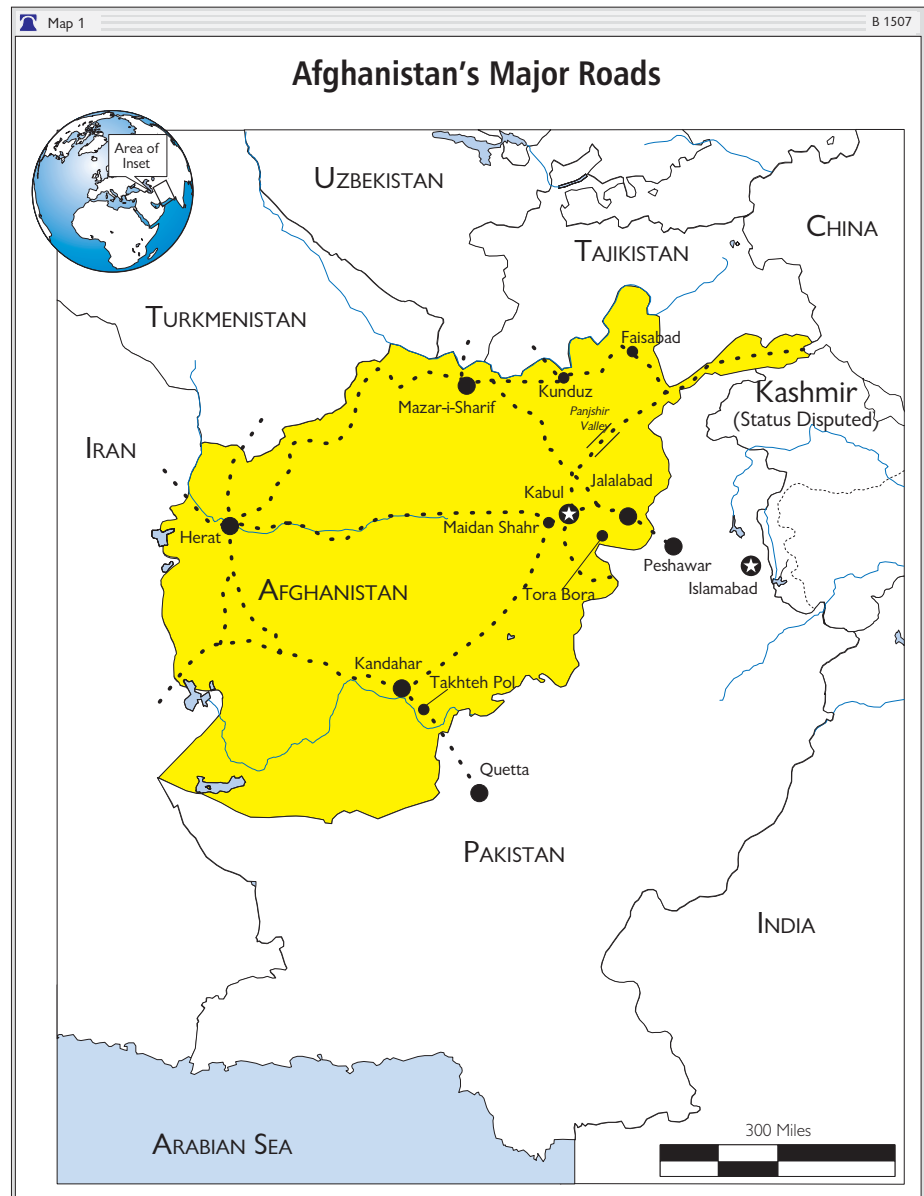 Map 1
B 1507
Afghanistan's Major Roads
Area of
Inset
UZBEKISTAN
CHINA
TAJIKISTAN
TURKMENISTAN
Faisabad
Mazar-i-Sharif
Kunduz
Kashmir
(Status Disputed)
Panjshir
Valley
IRAN
Jalalabad
Kabul
Maidan Shahr
Herat
Peshawar
Islamabad
AFGHANISTAN
Tora Bora
Kandahar
Takhteh Pol
Quetta
PAKISTAN
INDIA
ARABIAN SEA
300 Miles